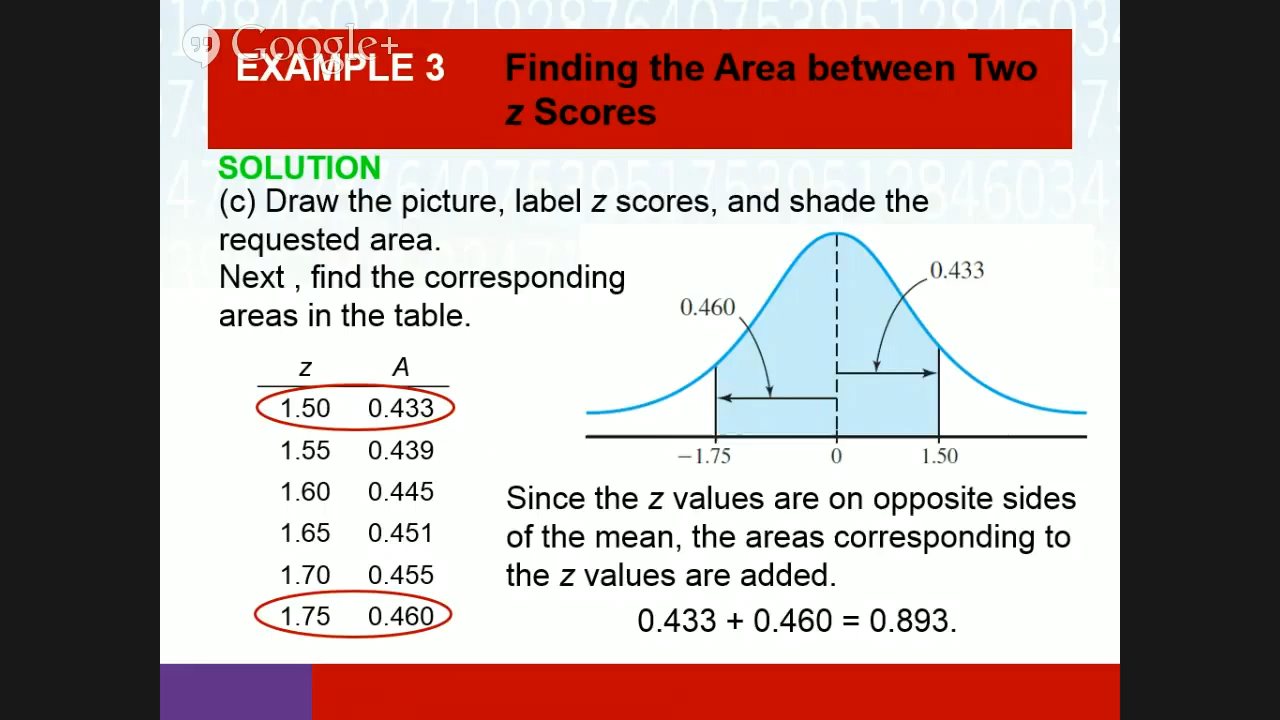 Google+
EXAMPLE 3
Finding the Area between Two
z Scores
SOLUTION
(c) Draw the picture, label z scores, and shade the
requested area.
Next , find the corresponding
areas in the table.
z A
1.50 0.433
1.55 0.439
1.60 0.445
1.65 0.451
1.70 0.455
1.75 0.460
0.460
0.433
−1.75 0 1.50
Since the z values are on opposite sides
of the mean, the areas corresponding to
the z values are added.
0.433 + 0.460 = 0.893.